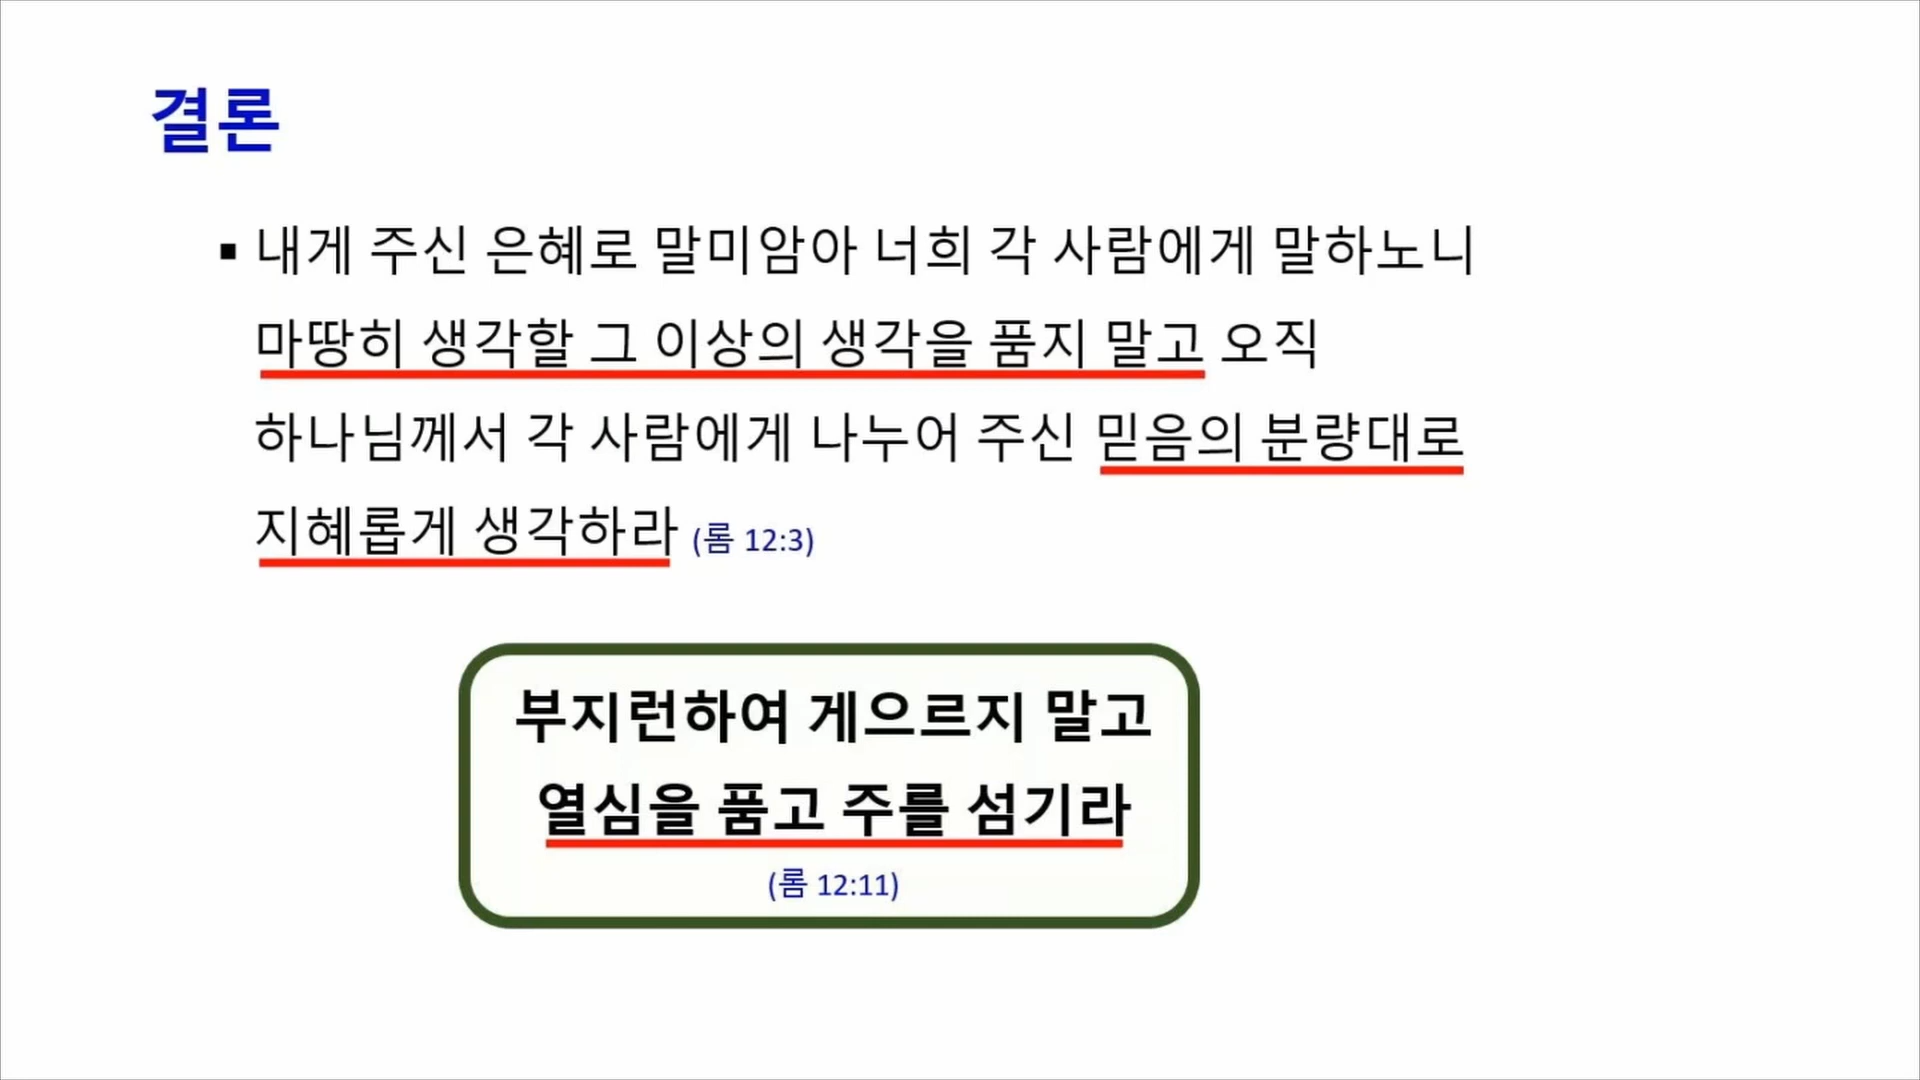 결론
▪ 내게 주신 은혜로 말미암아 너희 각 사람에게 말하노니
마땅히 생각할 그 이상의 생각을 품지 말고 오직
하나님께서 각 사람에게 나누어 주신 믿음의 분량대로
지혜롭게 생각하라 (롬 12:3)
부지런하여 게으르지 말고
열심을 품고 주를 섬기라
(롬 12:11)